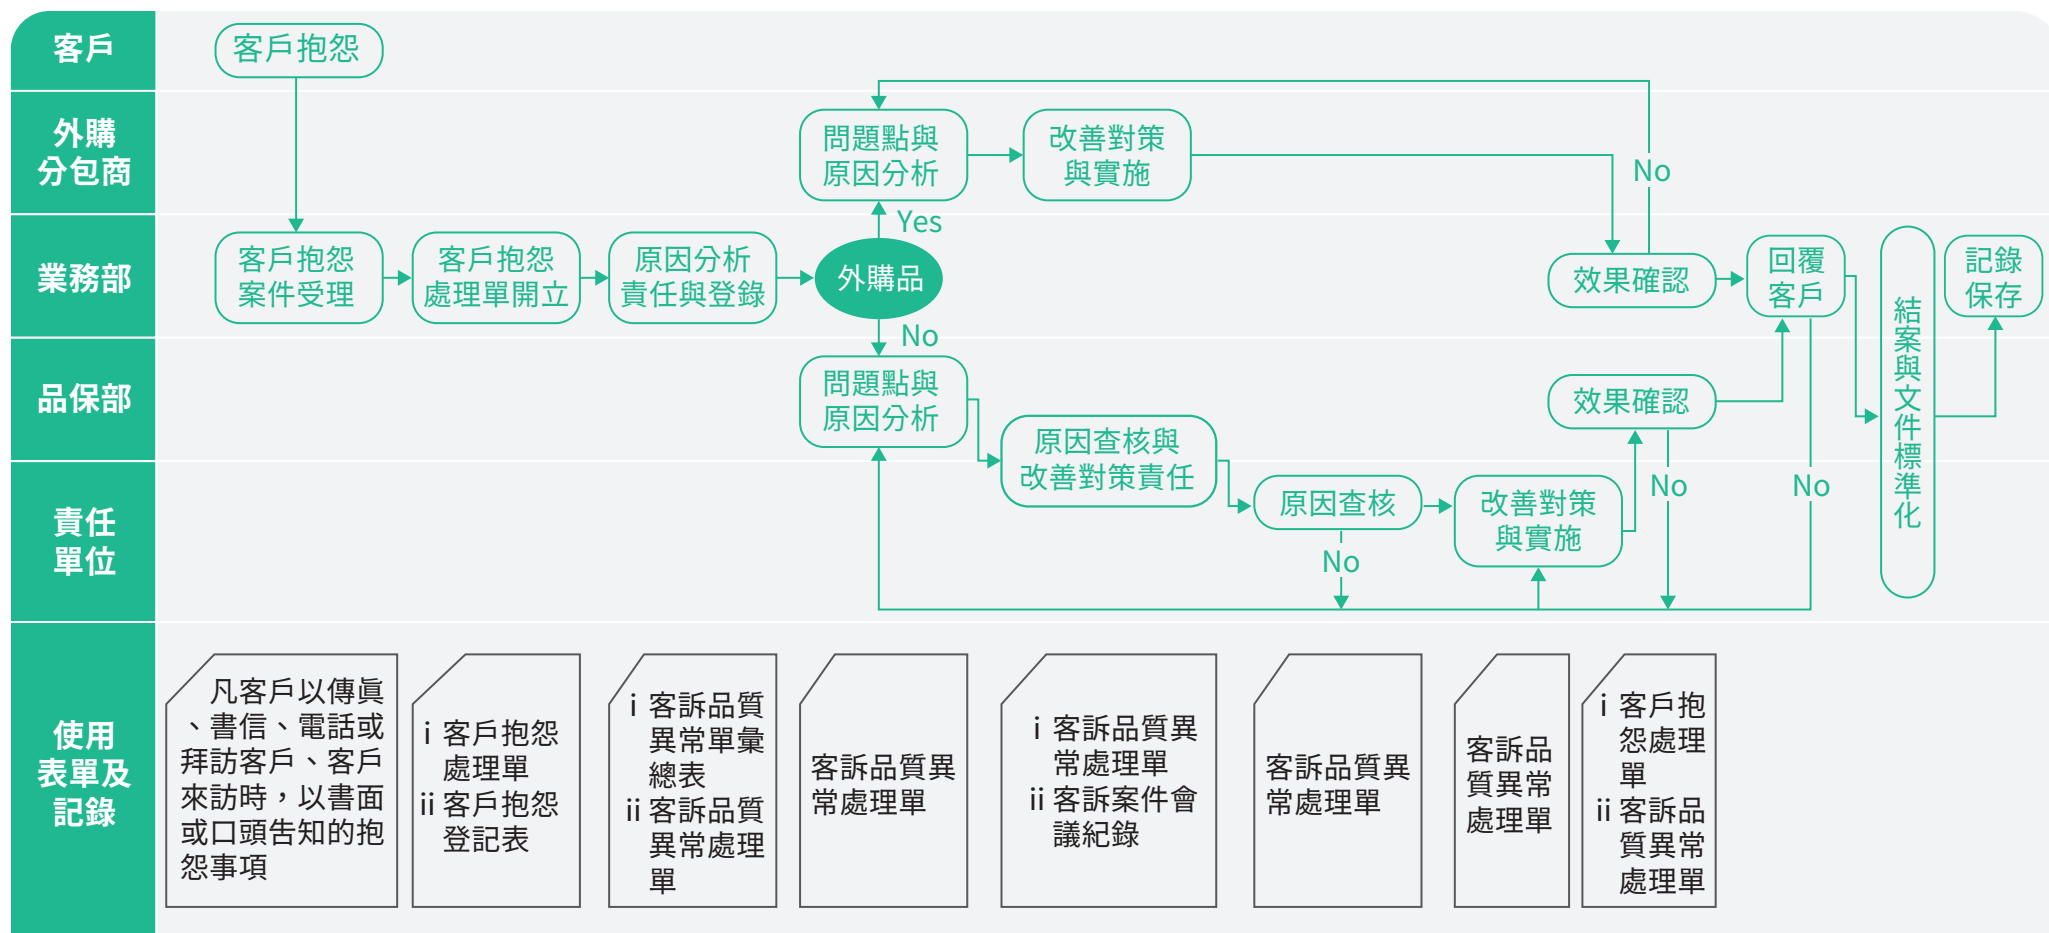 客戶
客戶抱怨
外購
分包商
問題點與
原因分析
改善對策
與實施
No
Yes
業務部
客戶抱怨
案件受理
客戶抱怨
處理單開立
原因分析
責任與登錄
外購品
效果確認
回覆
客戶
結案與文件標準化
記錄
保存
No
品保部
問題點與
原因分析
原因查核與
改善對策責任
效果確認
責任
單位
原因查核
No
改善對策
與實施
No
No
使用
表單及
記錄
凡客戶以傳真
、書信、電話或
拜訪客戶、客戶
來訪時，以書面
或口頭告知的抱
怨事項
i 客戶抱怨
處理單
ii 客戶抱怨
登記表
i 客訴品質
異常單彙
總表
ii 客訴品質
異常處理
單
客訴品質異
常處理單
i 客訴品質異
常處理單
ii 客訴案件會
議紀錄
客訴品質異
常處理單
客訴品
質異常
處理單
i 客戶抱
怨處理
單
ii 客訴品
質異常
處理單